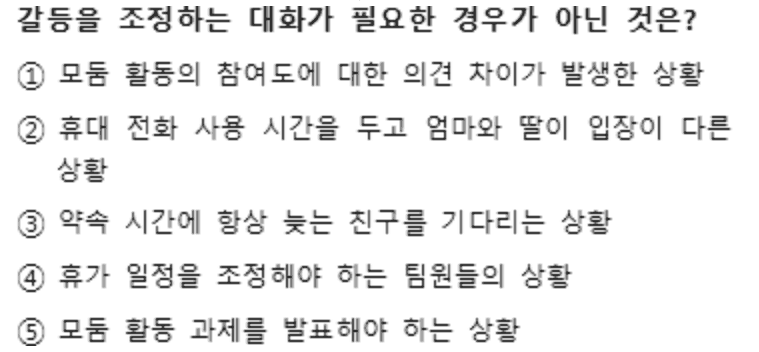 갈등을 조정하는 대화가 필요한 경우가 아닌 것은?
① 모둠 활동의 참여도에 대한 의견 차이가 발생한 상황
② 휴대 전화 사용 시간을 두고 엄마와 딸이 입장이 다른
상황
③ 약속 시간에 항상 늦는 친구를 기다리는 상황
④ 휴가 일정을 조정해야 하는 팀원들의 상황
⑤ 모둠 활동 과제를 발표해야 하는 상황